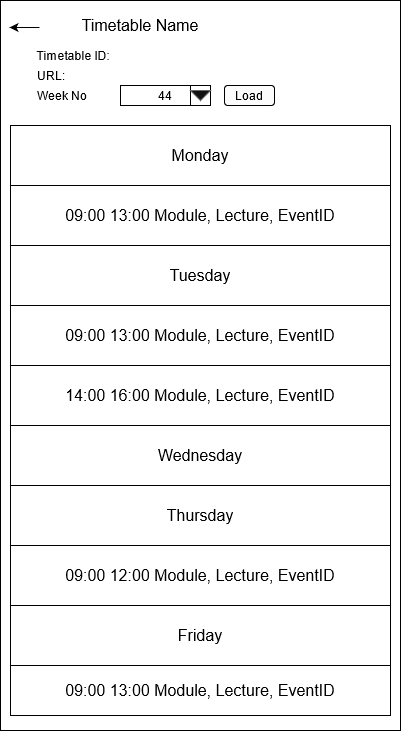 Timetable Name
Timetable ID:
URL:
Week No 44 Load
Monday
09:00 13:00 Module, Lecture, EventID
Tuesday
09:00 13:00 Module, Lecture, EventID
14:00 16:00 Module, Lecture, EventID
Wednesday
Thursday
09:00 12:00 Module, Lecture, EventID
Friday
09:00 13:00 Module, Lecture, EventID